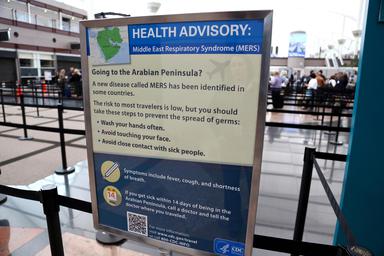 HEALTH ADVISORY:
Middle East Respiratory Syndrome (MERS)
Going to the Arabian Peninsula?
A new disease called MERS has been identified in
some countries.
The risk to most travelers is low, but you should
take these steps to prevent the spread of germs:
• Wash your hands often.
• Avoid touching your face.
• Avoid close contact with sick people.
Symptoms include fever, cough, and shortness
of breath.
14
If you get sick within 14 days of being in the
Arabian Peninsula, call a doctor and tell the
doctor where you traveled.
CDC